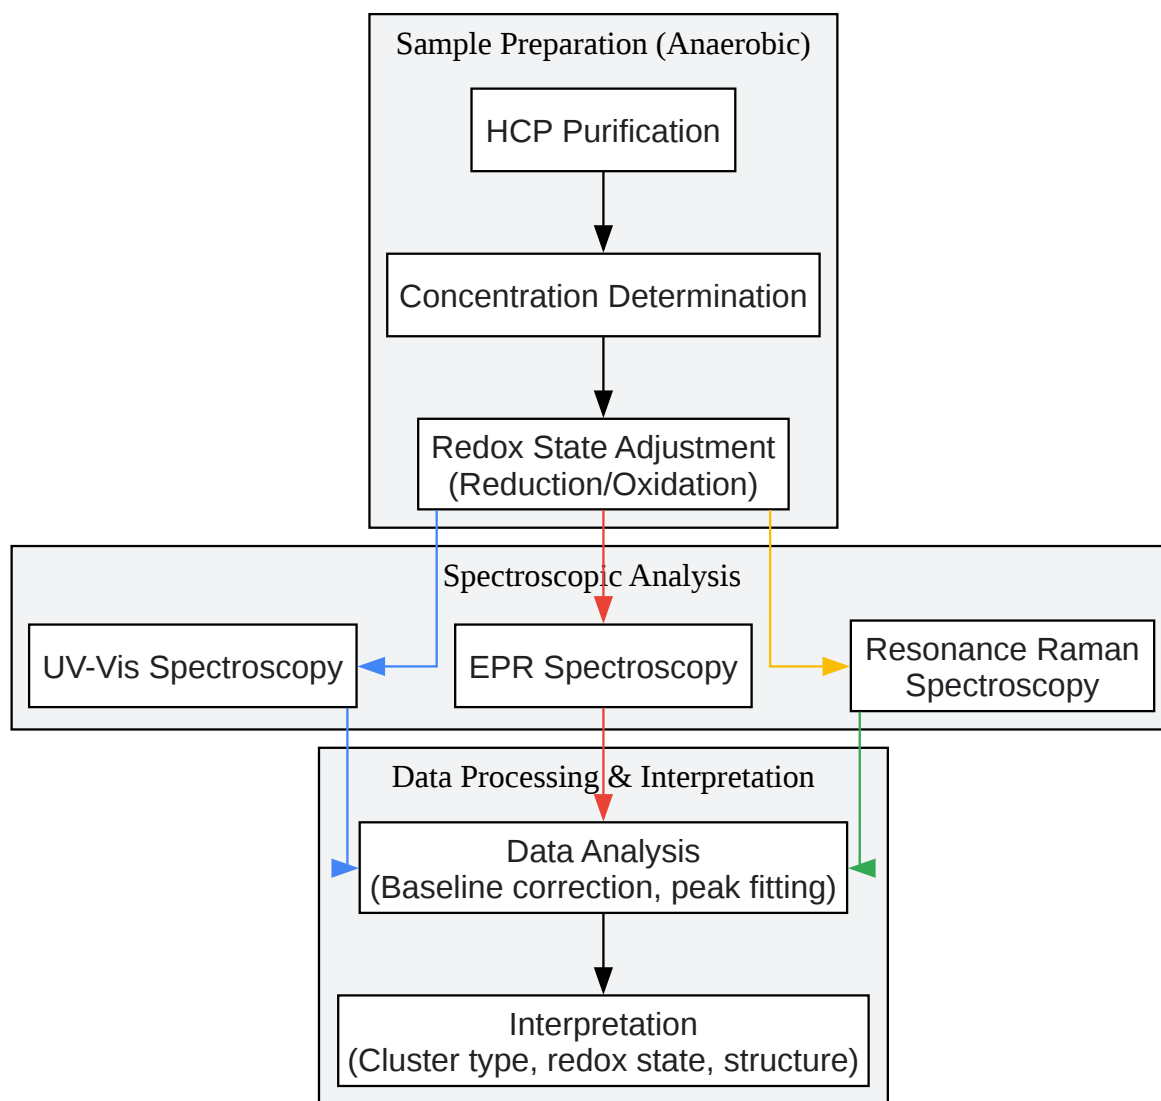 Sample Preparation (Anaerobic)
HCP Purification
Concentration Determination
Redox State Adjustment
(Reduction/Oxidation)
Spectroscopic Analysis
UV-Vis Spectroscopy
EPR Spectroscopy
Resonance Raman
Spectroscopy
Data Processing & Interpretation
Data Analysis
(Baseline correction, peak fitting)
Interpretation
(Cluster type, redox state, structure)